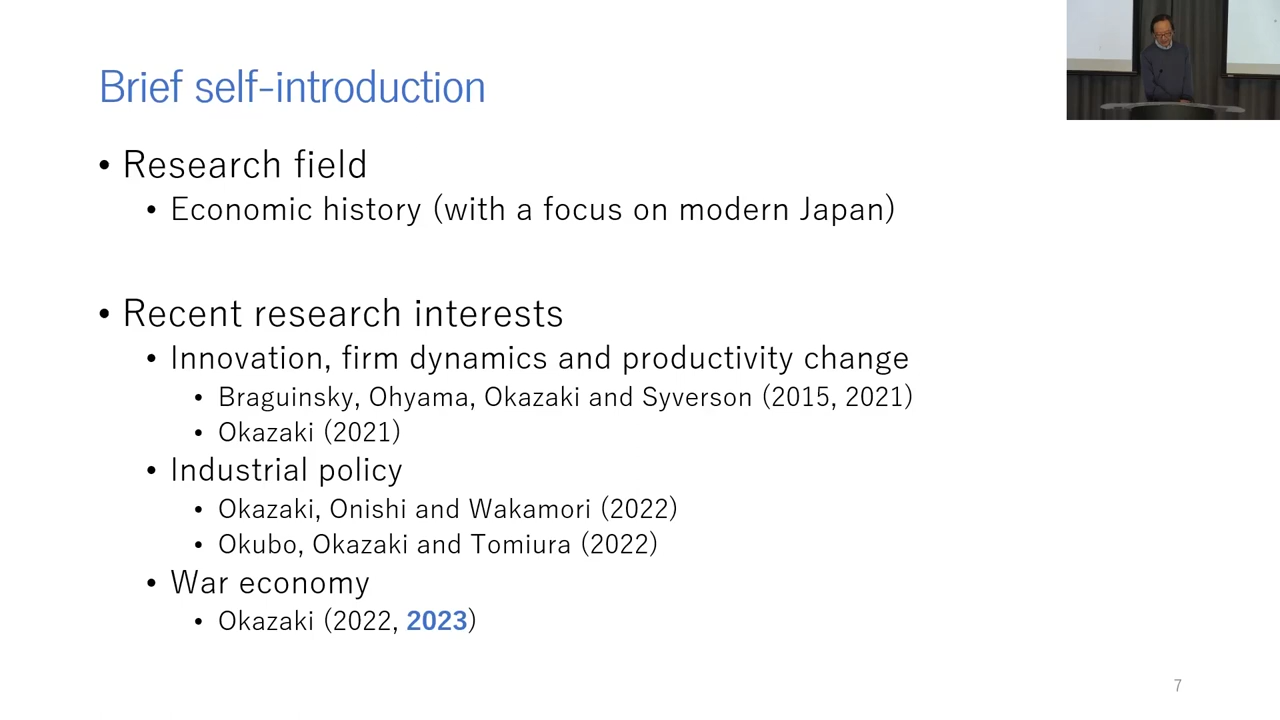 Brief self-introduction
• Research field
• Economic history (with a focus on modern Japan)
• Recent research interests
• Innovation, firm dynamics and productivity change
• Braguinsky, Ohyama, Okazaki and Syverson (2015, 2021)
• Okazaki (2021)
• Industrial policy
• Okazaki, Onishi and Wakamori (2022)
• Okubo, Okazaki and Tomiura (2022)
• War economy
• Okazaki (2022, 2023)
7